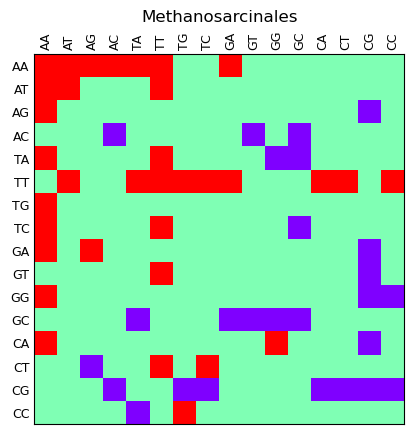 Methanosarcinales
AA AT AG AC TA TT TG TC GA GT GG GC CA CT CG CC
AA
AT
AG
AC
TA
TT
TG
TC
GA
GT
GG
GC
CA
CT
CG
CC